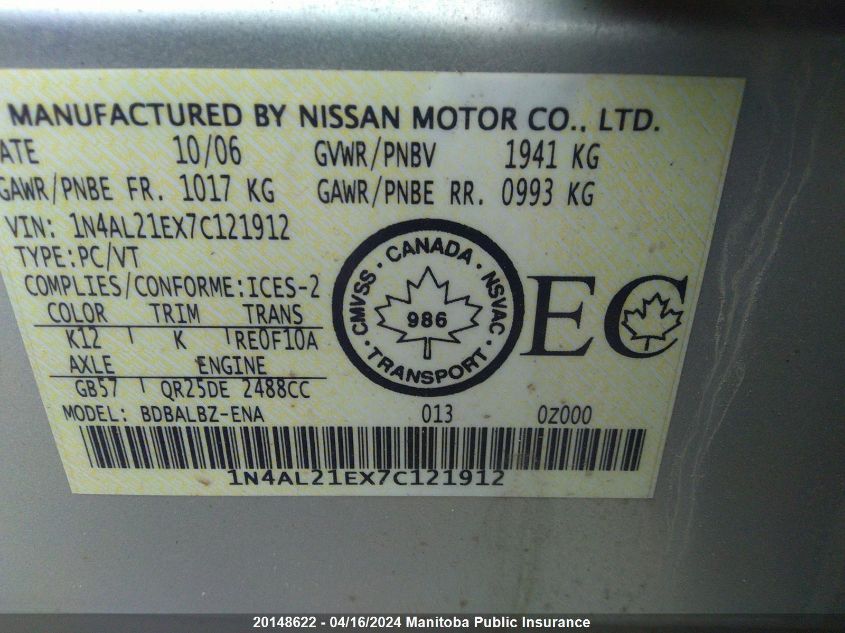 MANUFACTURED BY NISSAN MOTOR CO., LTD.
ATE 10/06 GVWR/PNBV 1941 KG
GAWR/PNBE FR. 1017 KG GAWR/PNBE RR. 0993 KG
VIN: 1N4AL21EX7C121912
TYPE:PC/VT
COMPLIES/CONFORME:ICES-2
COLOR TRIM TRANS
K12 K RE0F10A
AXLE ENGINE
GB57 QR25DE 2488CC
MODEL: BDBALBZ-ENA 013 0Z000
1N4AL21EX7C121912
CANADA · NSVAC · TRANSPORT · CMVSS ·
986
EC
20148622 - 04/16/2024 Manitoba Public Insurance